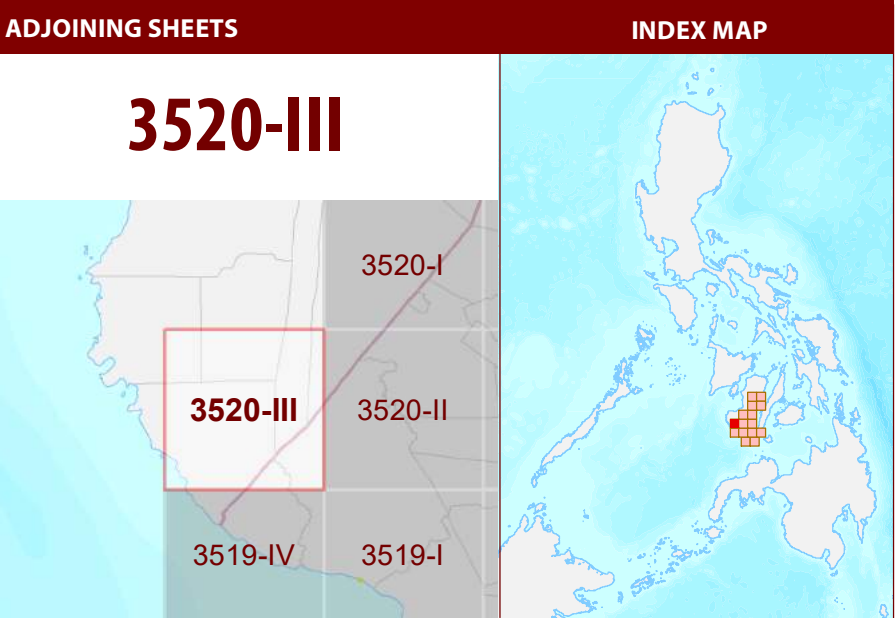 ADJOINING SHEETS
INDEX MAP
3520-III
3520-I
3520-III
3520-II
3519-IV
3519-I